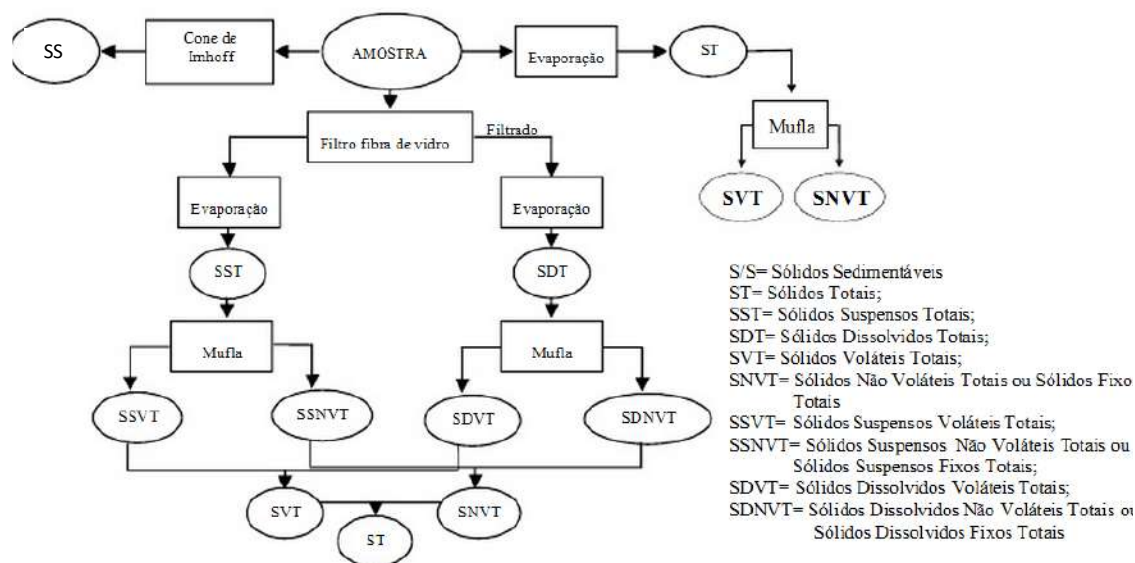 SS
Cone de
Imhoff
AMOSTRA
Evaporação
ST
Mufla
SVT
SNVT
Filtro fibra de vidro
Filtrado
Evaporação
Evaporação
SST
SDT
Mufla
Mufla
SSVT
SSNVT
SDVT
SDNVT
SVT
SNVT
ST
S/S= Sólidos Sedimentáveis
ST= Sólidos Totais;
SST= Sólidos Suspensos Totais;
SDT= Sólidos Dissolvidos Totais;
SVT= Sólidos Voláteis Totais;
SNVT= Sólidos Não Voláteis Totais ou Sólidos Fixo
Totais
SSVT= Sólidos Suspensos Voláteis Totais;
SSNVT= Sólidos Suspensos Não Voláteis Totais ou
Sólidos Suspensos Fixos Totais;
SDVT= Sólidos Dissolvidos Voláteis Totais;
SDNVT= Sólidos Dissolvidos Não Voláteis Totais ou
Sólidos Dissolvidos Fixos Totais